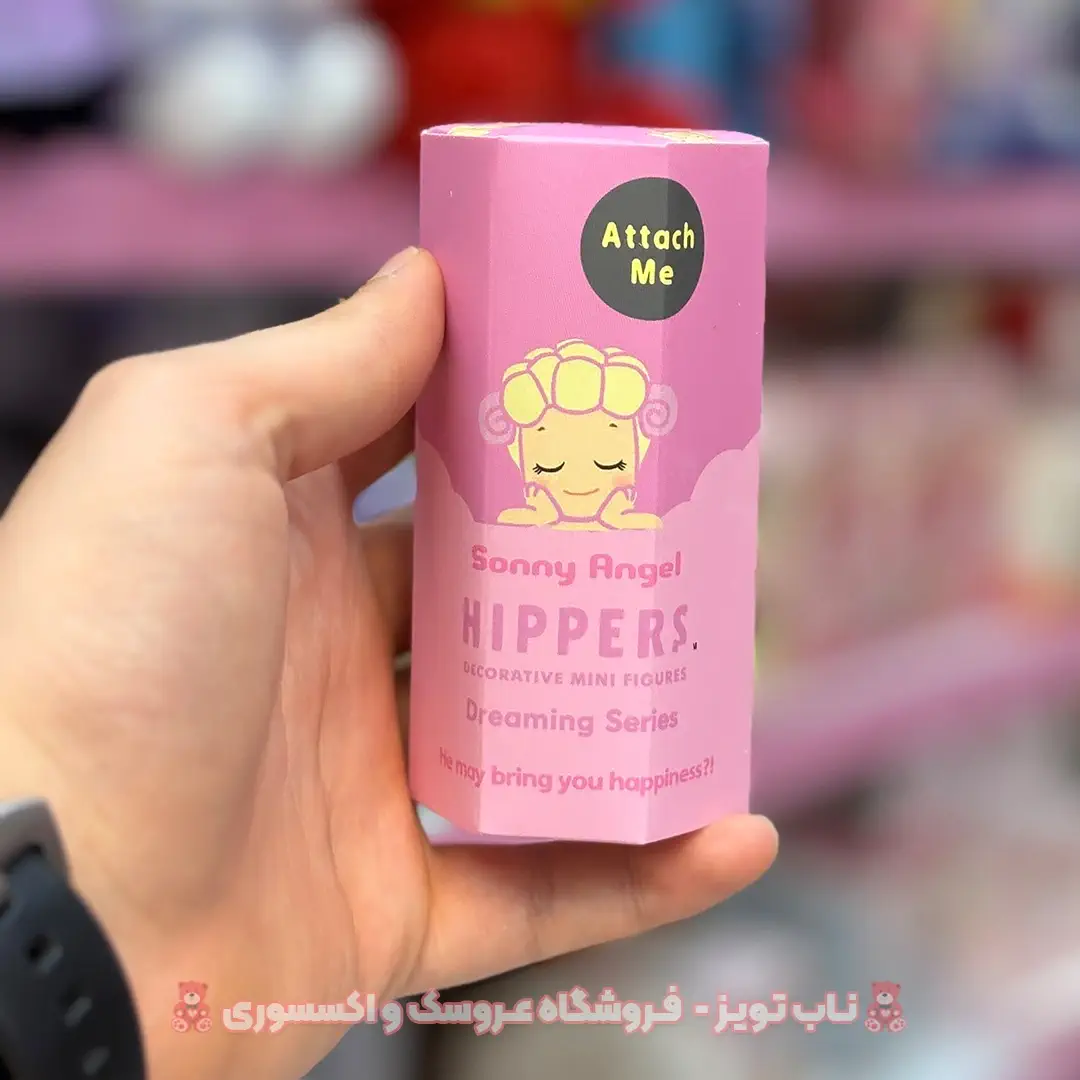 Attach
Me
Sonny Angel
HIPPERS
DECORATIVE MINI FIGURES
Dreaming Series
He may bring you happiness?!
ناب تویز - فروشگاه عروسک و اکسسوری